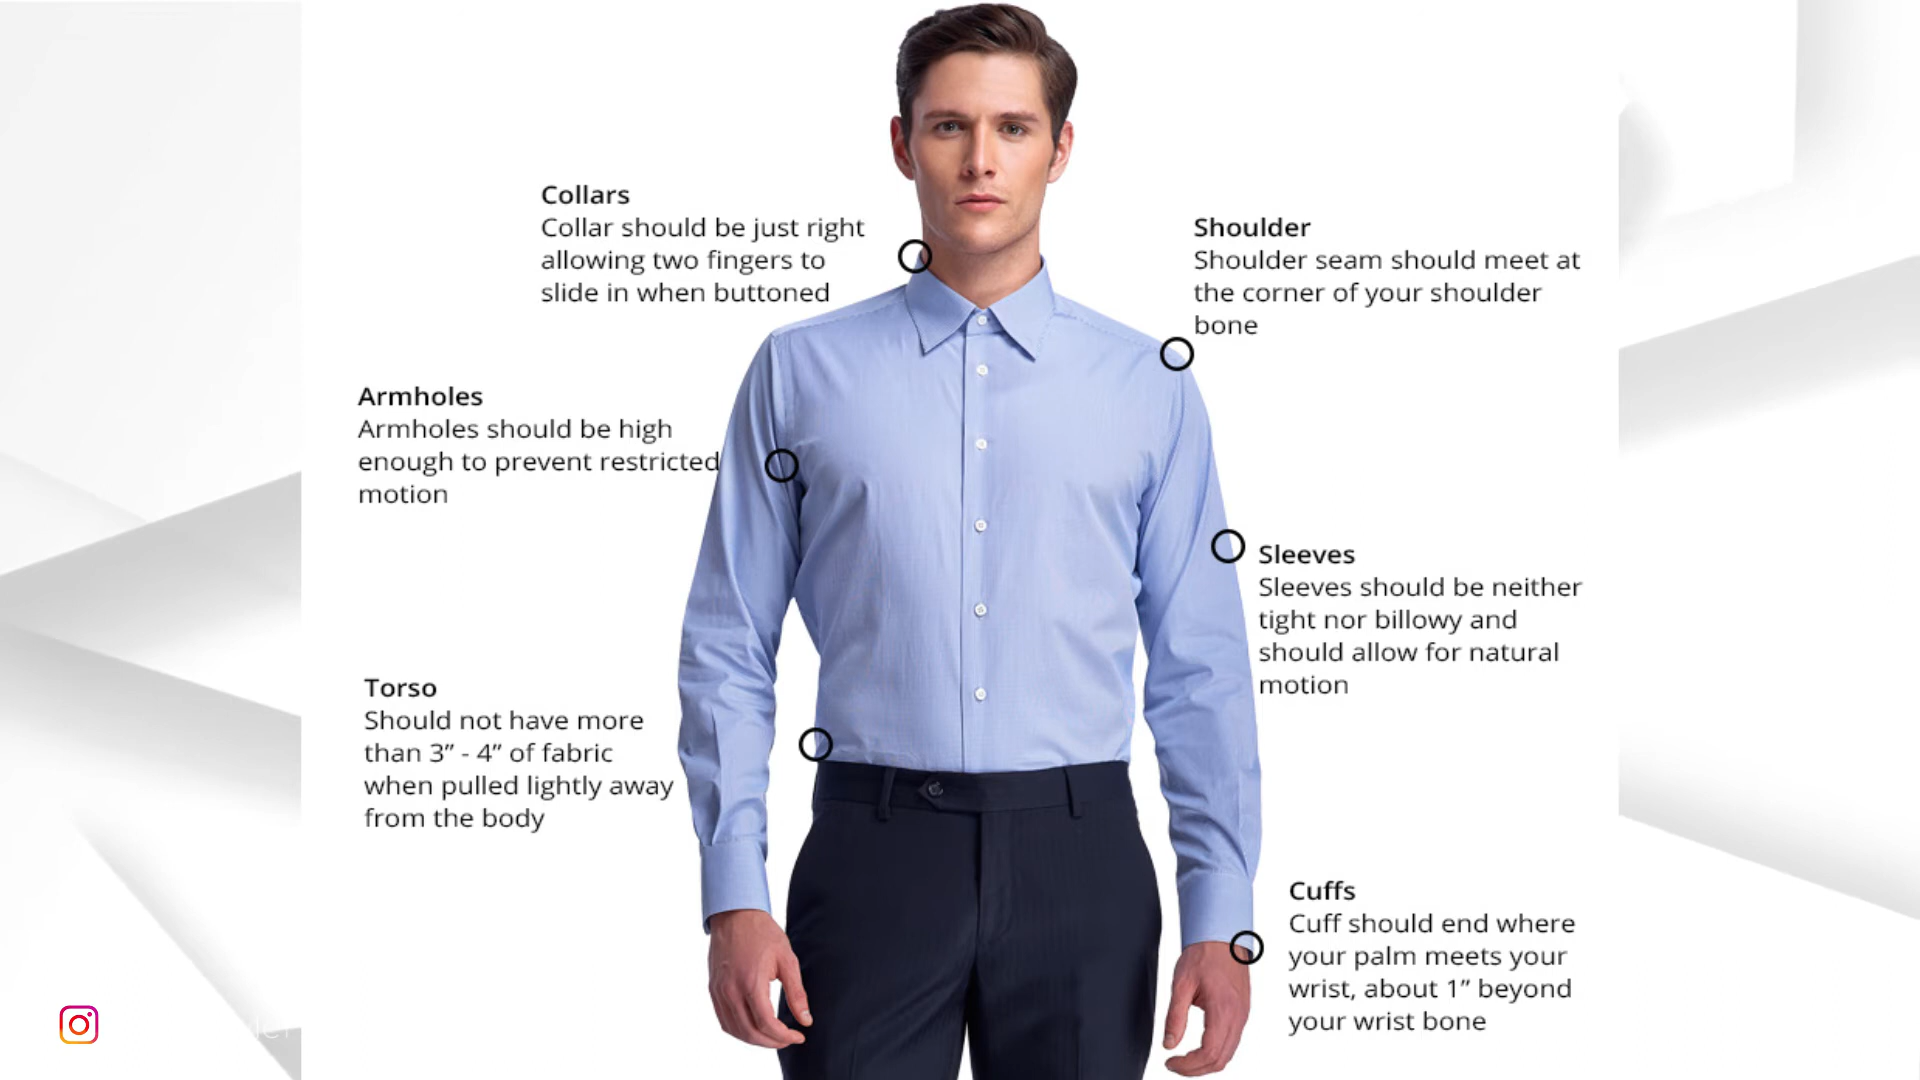 Collars
Collar should be just right
allowing two fingers to
slide in when buttoned
Shoulder
Shoulder seam should meet at
the corner of your shoulder
bone
Armholes
Armholes should be high
enough to prevent restricted
motion
Sleeves
Sleeves should be neither
tight nor billowy and
should allow for natural
motion
Torso
Should not have more
than 3” - 4” of fabric
when pulled lightly away
from the body
Cuffs
Cuff should end where
your palm meets your
wrist, about 1” beyond
your wrist bone